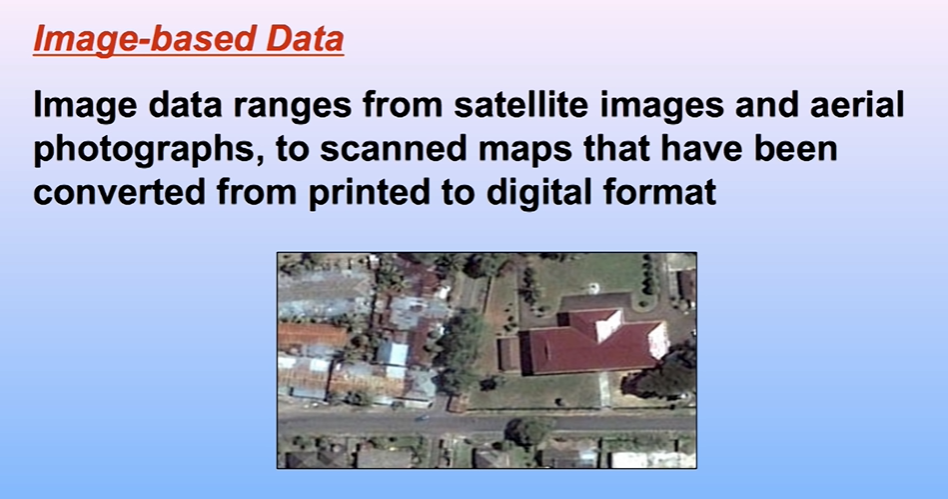 Image-based Data
Image data ranges from satellite images and aerial
photographs, to scanned maps that have been
converted from printed to digital format